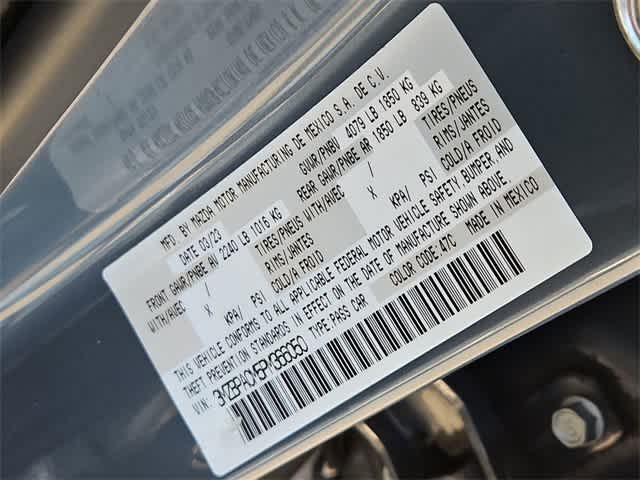 MFD. BY MAZDA MOTOR MANUFACTURING DE MEXICO S.A. DE C.V.
DATE 03/23 GVWR/PNBV 4079 LB 1850 KG
FRONT GAWR/PNBE AV 2240 LB 1016 KG REAR GAWR/PNBE AR 1850 LB 839 KG
WITH/AVEC / TIRES/PNEUS WITH/AVEC / TIRES/PNEUS
X RIMS/JANTES X RIMS/JANTES
KPA/ PSI/ COLD/A FROID KPA/ PSI/ COLD/A FROID
THIS VEHICLE CONFORMS TO ALL APPLICABLE FEDERAL MOTOR VEHICLE SAFETY, BUMPER, AND
THEFT PREVENTION STANDARDS IN EFFECT ON THE DATE OF MANUFACTURE SHOWN ABOVE.
VIN: TYPE PASS CAR COLOR CODE:47C MADE IN MEXICO